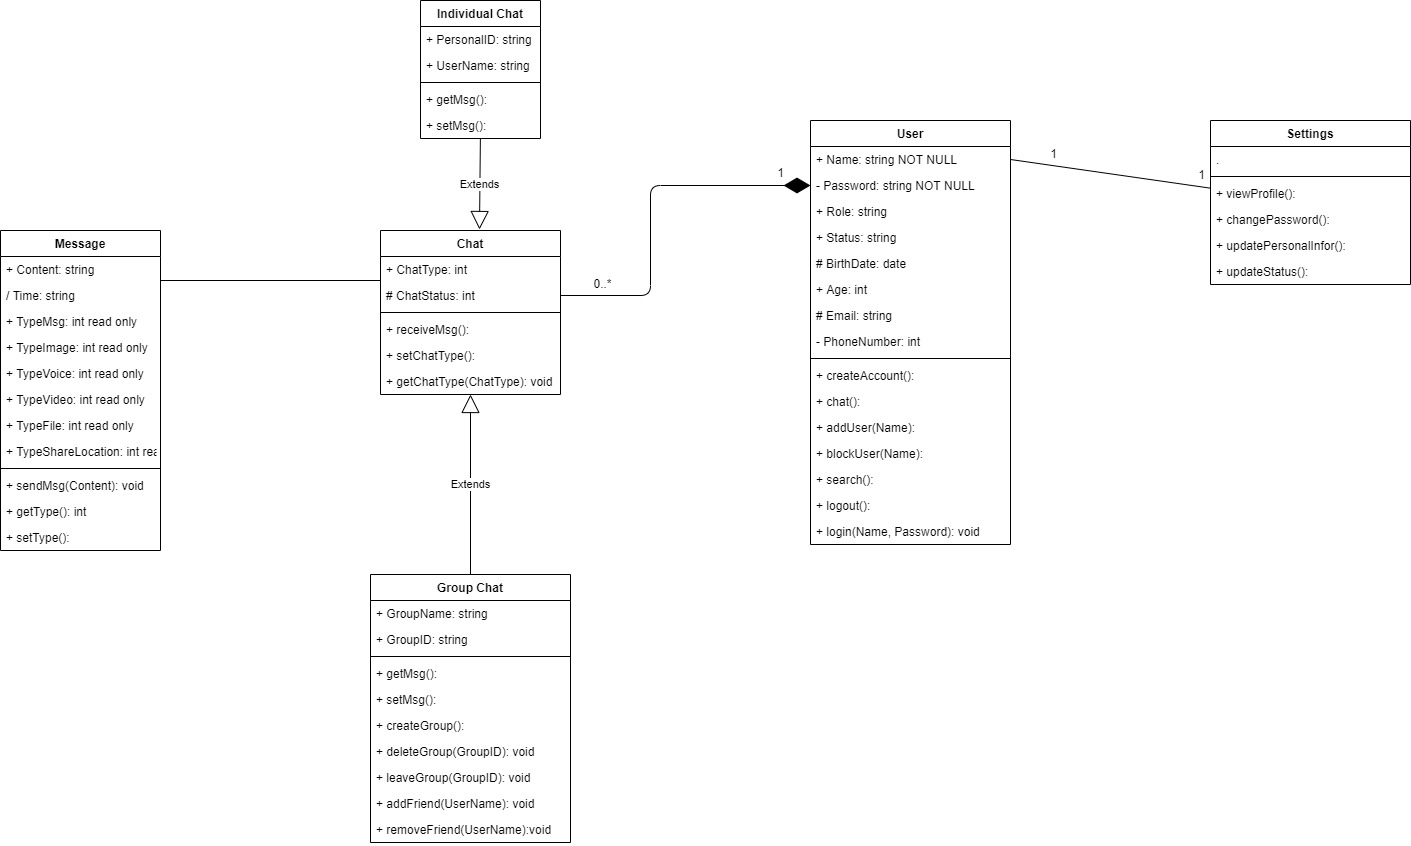 Individual Chat
+ PersonalID: string
+ UserName: string
+ getMsg():
+ setMsg():
Extends
Message
+ Content: string
/ Time: string
+ TypeMsg: int read only
+ TypeImage: int read only
+ TypeVoice: int read only
+ TypeVideo: int read only
+ TypeFile: int read only
+ TypeShareLocation: int rea
+ sendMsg(Content): void
+ getType(): int
+ setType():
Chat
+ ChatType: int
# ChatStatus: int
+ receiveMsg():
+ setChatType():
+ getChatType(ChatType): void
0..*
1
Extends
Group Chat
+ GroupName: string
+ GroupID: string
+ getMsg():
+ setMsg():
+ createGroup():
+ deleteGroup(GroupID): void
+ leaveGroup(GroupID): void
+ addFriend(UserName): void
+ removeFriend(UserName):void
User
+ Name: string NOT NULL
- Password: string NOT NULL
+ Role: string
+ Status: string
# BirthDate: date
+ Age: int
# Email: string
- PhoneNumber: int
+ createAccount():
+ chat():
+ addUser(Name):
+ blockUser(Name):
+ search():
+ logout():
+ login(Name, Password): void
1
1
Settings
.
+ viewProfile():
+ changePassword():
+ updatePersonalInfor():
+ updateStatus():